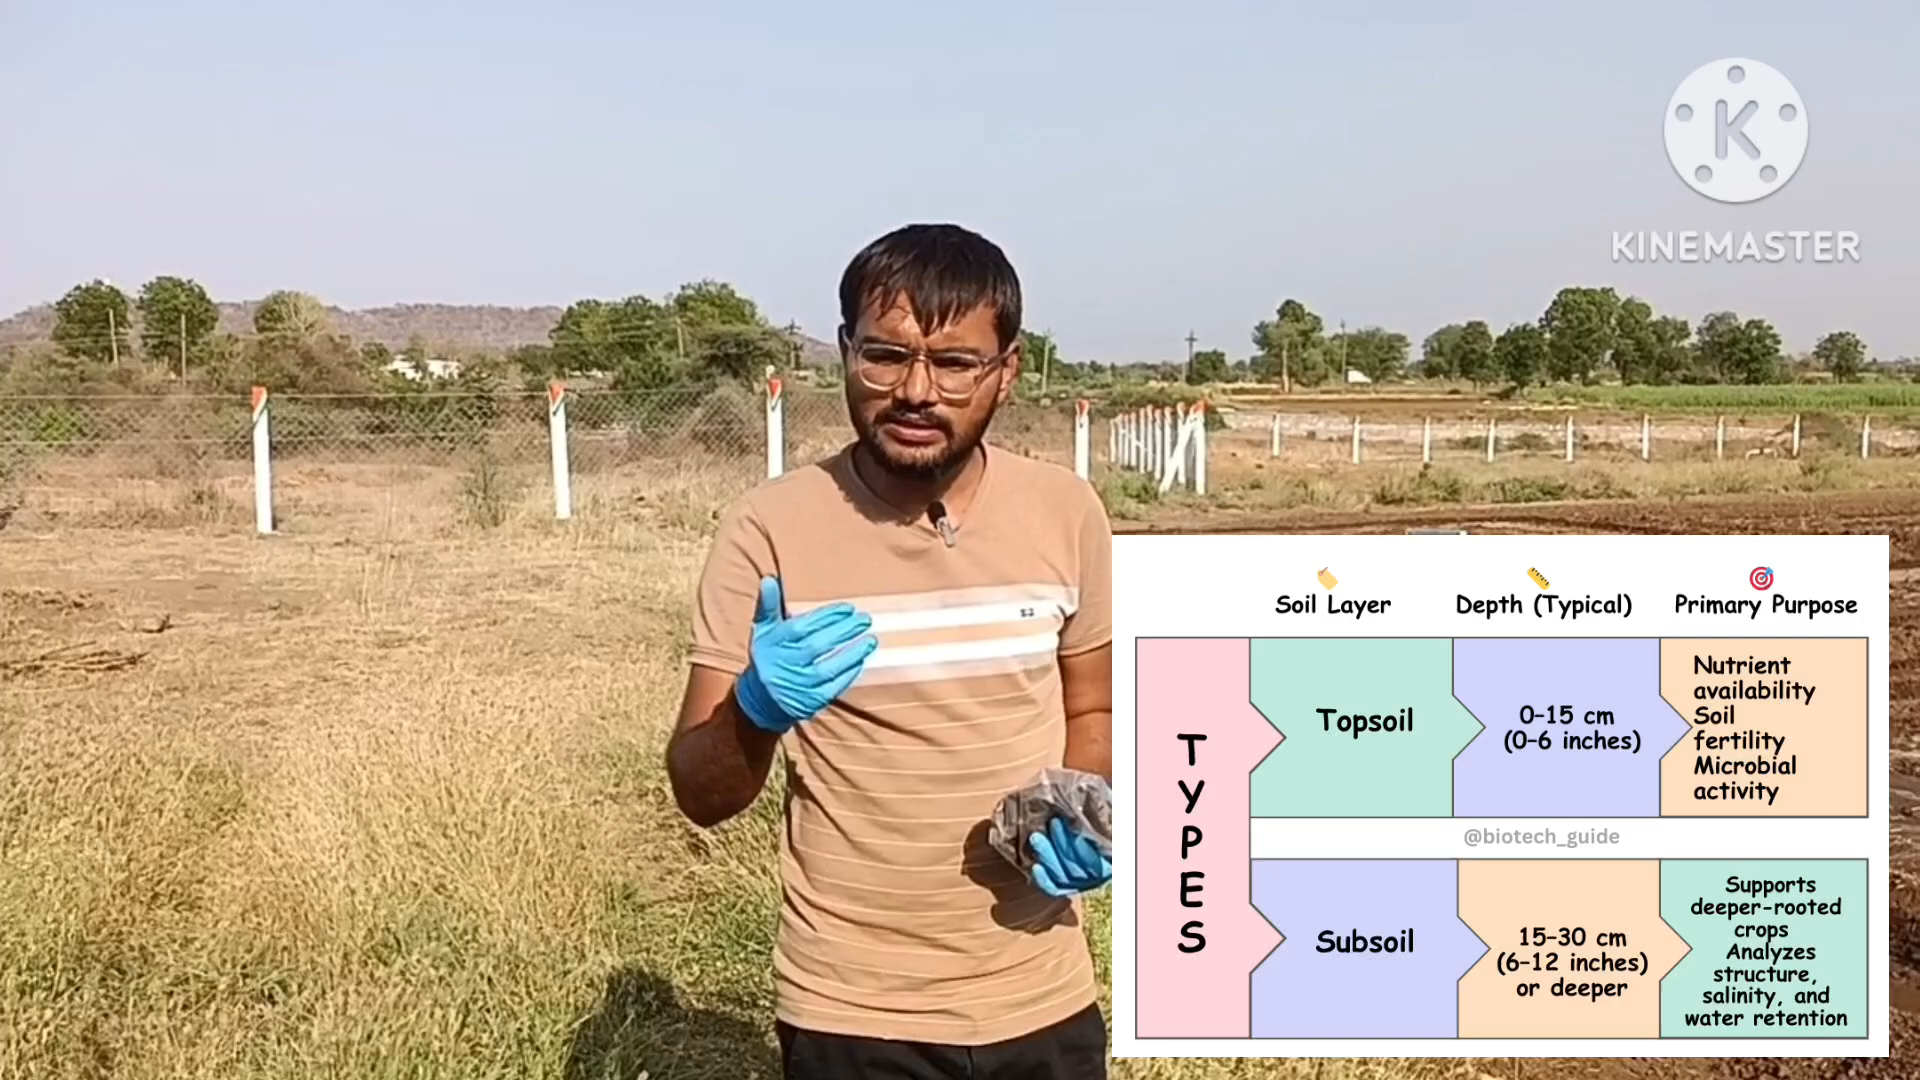 K
KINEMASTER
Soil Layer
Depth (Typical)
Primary Purpose
TYPES
Topsoil
0-15 cm
(0-6 inches)
Nutrient
availability
Soil
fertility
Microbial
activity
@biotech_guide
Subsoil
15-30 cm
(6-12 inches)
or deeper
Supports
deeper-rooted
crops
Analyzes
structure,
salinity, and
water retention